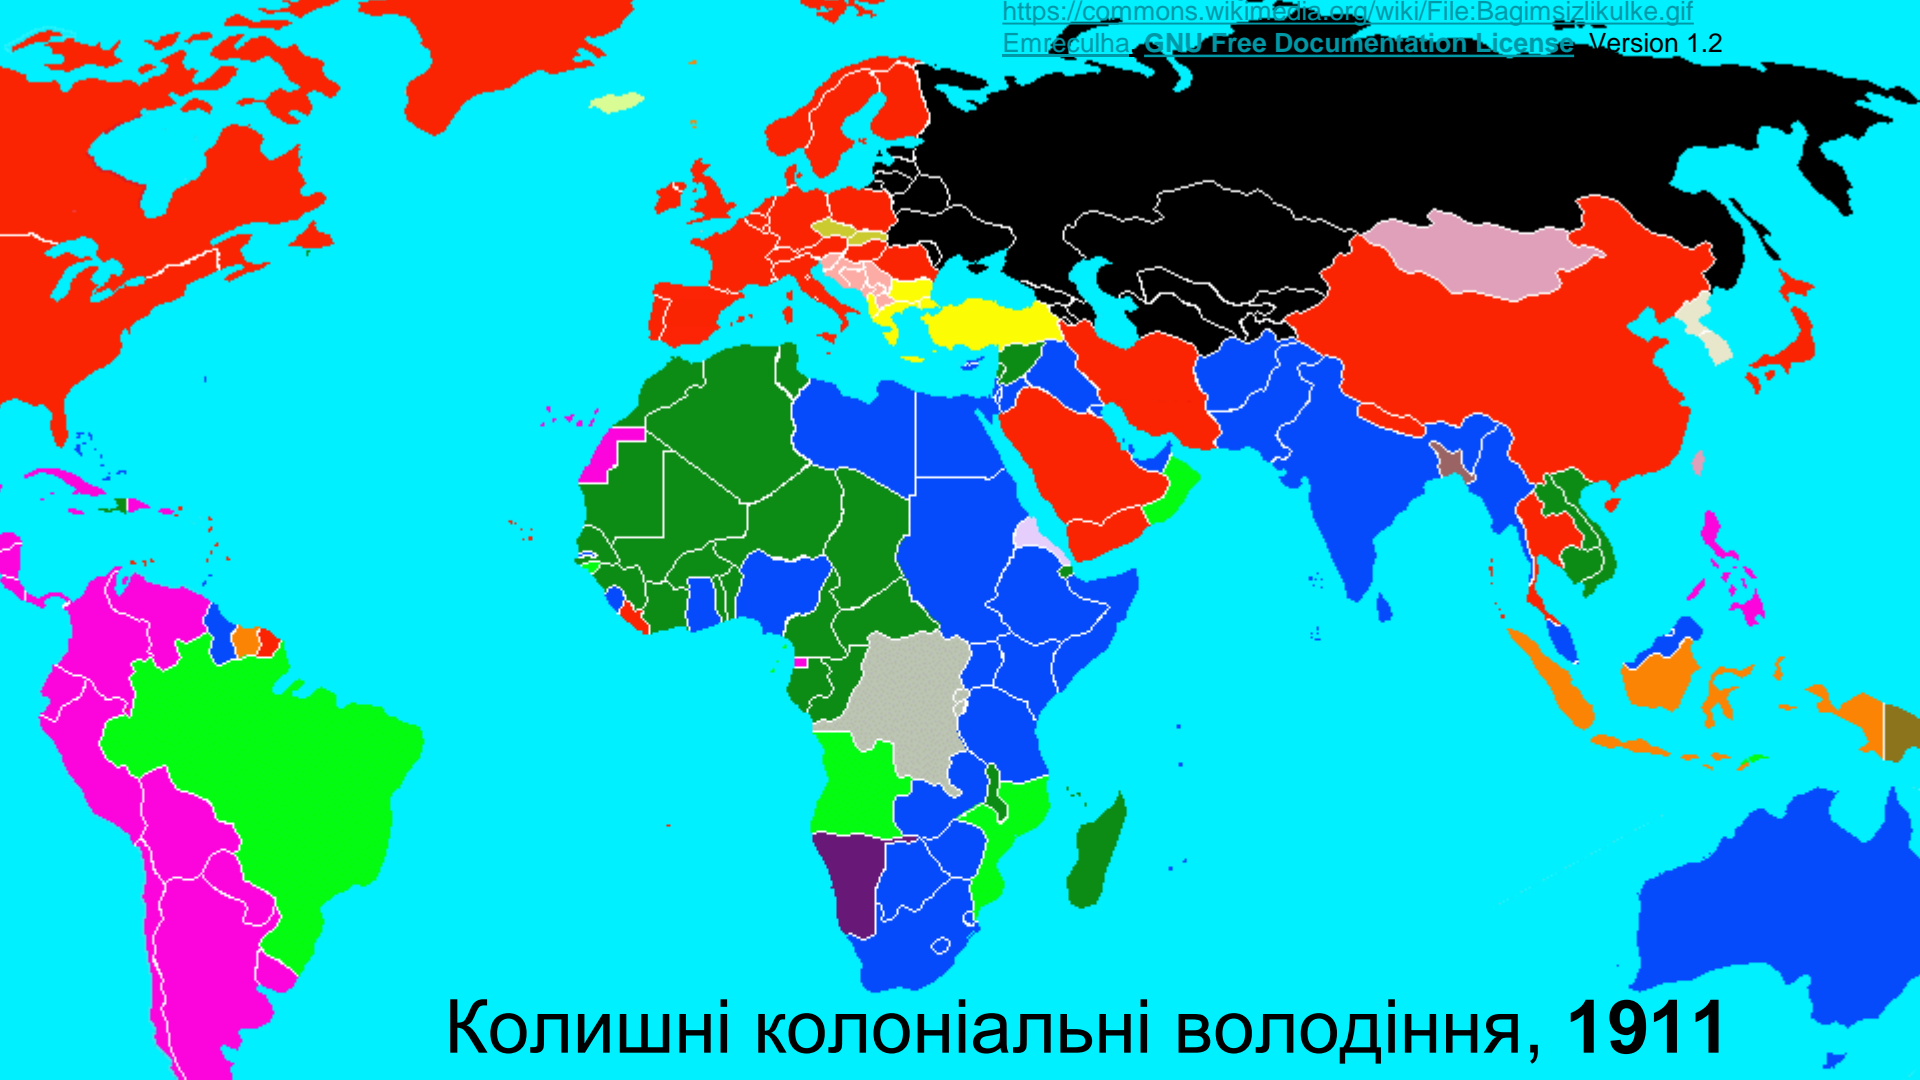 https://commons.wikimedia.org/wiki/File:Bagimsizlikulke.gif
Emreculha, GNU Free Documentation License, Version 1.2
Колишні колоніальні володіння, 1911